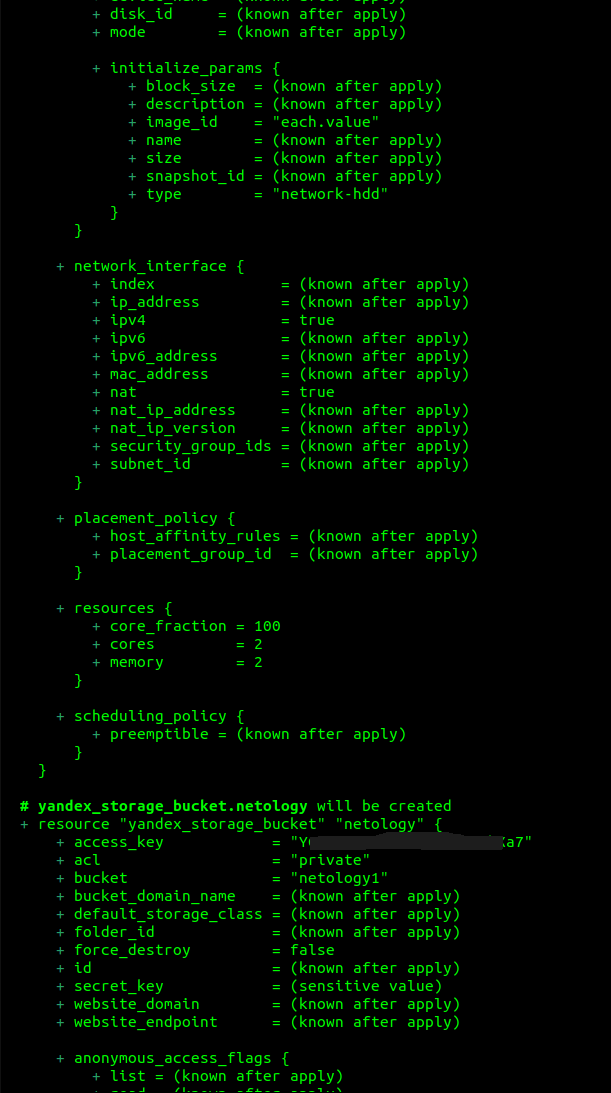 + disk_id     = (known after apply)
+ mode        = (known after apply)
+ initialize_params {
+ block_size  = (known after apply)
+ description = (known after apply)
+ image_id    = "each.value"
+ name        = (known after apply)
+ size        = (known after apply)
+ snapshot_id = (known after apply)
+ type        = "network-hdd"
}
}
+ network_interface {
+ index              = (known after apply)
+ ip_address         = (known after apply)
+ ipv4               = true
+ ipv6               = (known after apply)
+ ipv6_address       = (known after apply)
+ mac_address        = (known after apply)
+ nat                = true
+ nat_ip_address     = (known after apply)
+ nat_ip_version     = (known after apply)
+ security_group_ids = (known after apply)
+ subnet_id          = (known after apply)
}
+ placement_policy {
+ host_affinity_rules = (known after apply)
+ placement_group_id  = (known after apply)
}
+ resources {
+ core_fraction = 100
+ cores         = 2
+ memory        = 2
}
+ scheduling_policy {
+ preemptible = (known after apply)
}
}
# yandex_storage_bucket.netology will be created
+ resource "yandex_storage_bucket" "netology" {
+ access_key            =
+ acl                   = "private"
+ bucket                = "netology1"
+ bucket_domain_name    = (known after apply)
+ default_storage_class = (known after apply)
+ folder_id             = (known after apply)
+ force_destroy         = false
+ id                    = (known after apply)
+ secret_key            = (sensitive value)
+ website_domain        = (known after apply)
+ website_endpoint      = (known after apply)
+ anonymous_access_flags {
+ list = (known after apply)